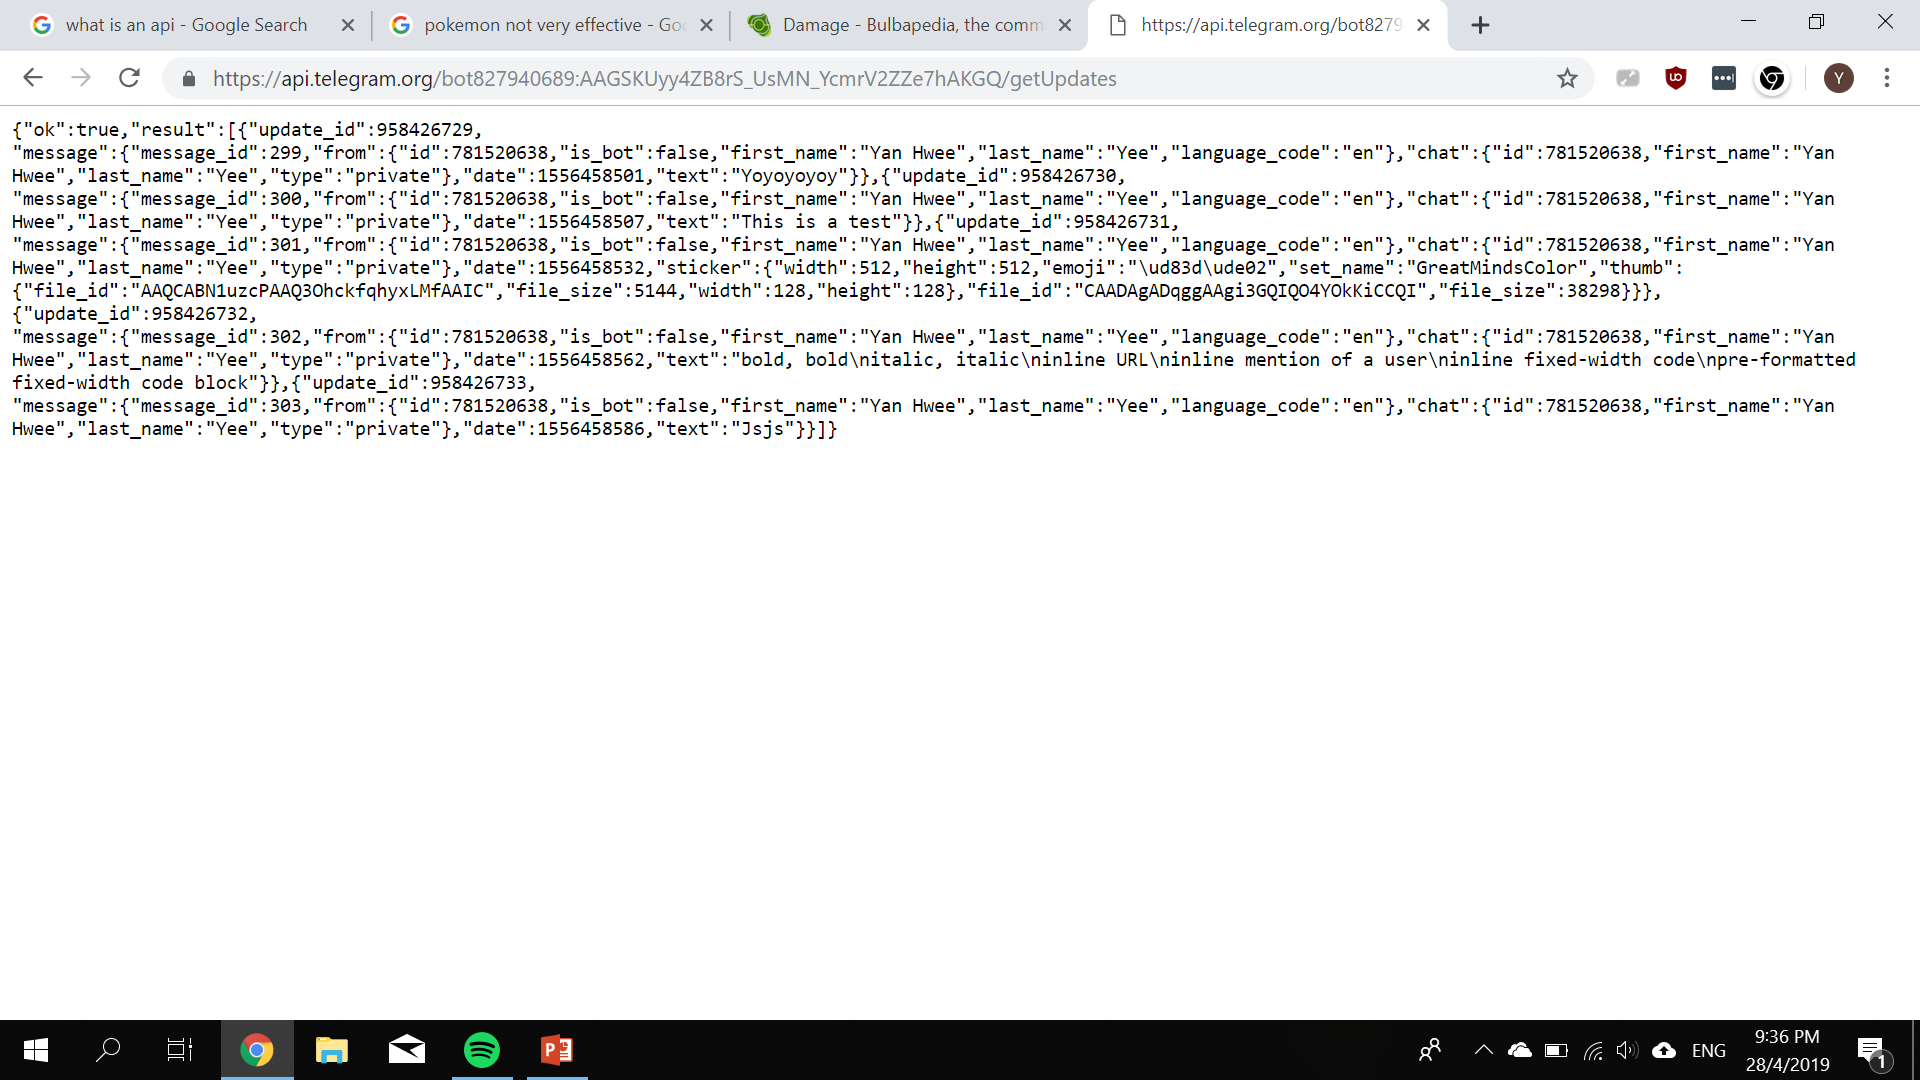 what is an api - Google Search
pokemon not very effective - Goo
Damage - Bulbapedia, the comm
https://api.telegram.org/bot8279
https://api.telegram.org/bot827940689:AAGSKUyy4ZB8rS_UsMN_YcmrV2ZZe7hAKGQ/getUpdates
Y
{"ok":true,"result":[{"update_id":958426729,
"message":{"message_id":299,"from":{"id":781520638,"is_bot":false,"first_name":"Yan Hwee","last_name":"Yee","language_code":"en"},"chat":{"id":781520638,"first_name":"Yan
Hwee","last_name":"Yee","type":"private"},"date":1556458501,"text":"Yoyoyoyoy"}},{"update_id":958426730,
"message":{"message_id":300,"from":{"id":781520638,"is_bot":false,"first_name":"Yan Hwee","last_name":"Yee","language_code":"en"},"chat":{"id":781520638,"first_name":"Yan
Hwee","last_name":"Yee","type":"private"},"date":1556458507,"text":"This is a test"}},{"update_id":958426731,
"message":{"message_id":301,"from":{"id":781520638,"is_bot":false,"first_name":"Yan Hwee","last_name":"Yee","language_code":"en"},"chat":{"id":781520638,"first_name":"Yan
Hwee","last_name":"Yee","type":"private"},"date":1556458532,"sticker":{"width":512,"height":512,"emoji":"\ud83d\ude02","set_name":"GreatMindsColor","thumb":
{"file_id":"AAQCABN1uzcPAAQ3OhckfqhyxLMfAAIC","file_size":5144,"width":128,"height":128},"file_id":"CAADAgADqggAAgi3GQIQO4YOkKiCCQI","file_size":38298}}},
{"update_id":958426732,
"message":{"message_id":302,"from":{"id":781520638,"is_bot":false,"first_name":"Yan Hwee","last_name":"Yee","language_code":"en"},"chat":{"id":781520638,"first_name":"Yan
Hwee","last_name":"Yee","type":"private"},"date":1556458562,"text":"bold, bold\nitalic, italic\ninline URL\ninline mention of a user\ninline fixed-width code\npre-formatted
fixed-width code block"}},{"update_id":958426733,
"message":{"message_id":303,"from":{"id":781520638,"is_bot":false,"first_name":"Yan Hwee","last_name":"Yee","language_code":"en"},"chat":{"id":781520638,"first_name":"Yan
Hwee","last_name":"Yee","type":"private"},"date":1556458586,"text":"Jsjs"}}]}
ENG
9:36 PM
28/4/2019
1